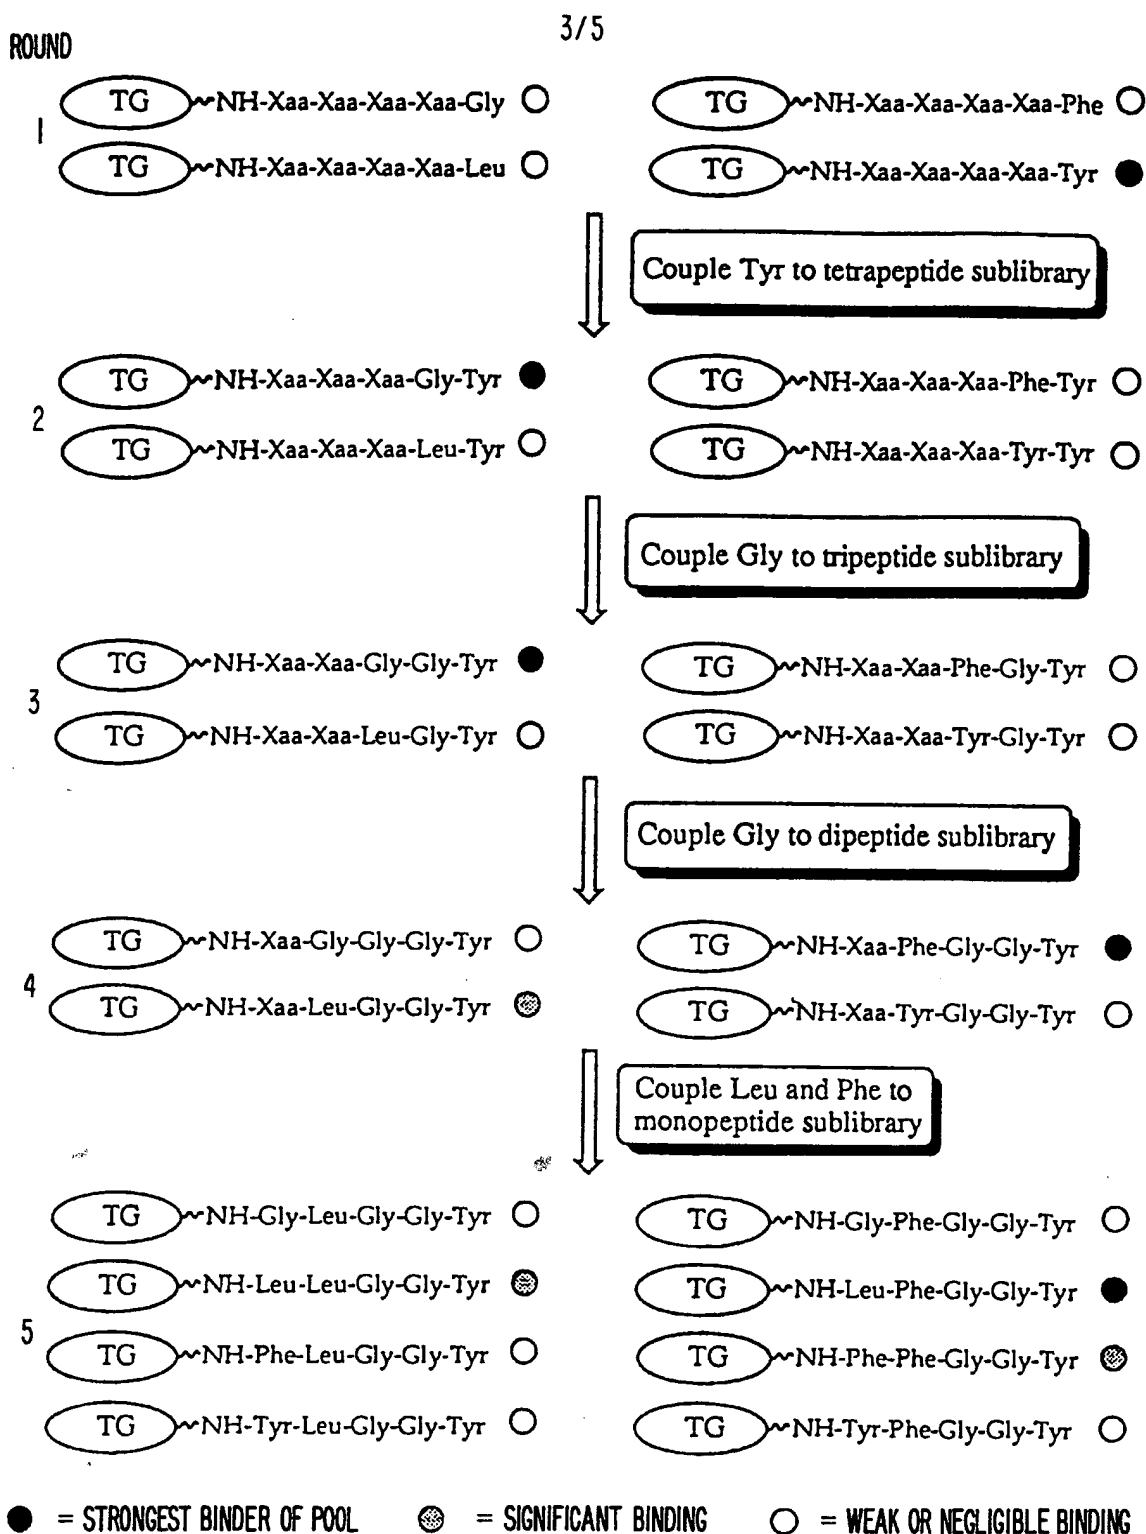 3/5
ROUND
1
TG NH-Xaa-Xaa-Xaa-Xaa-Gly
TG NH-Xaa-Xaa-Xaa-Xaa-Phe
TG NH-Xaa-Xaa-Xaa-Xaa-Leu
TG NH-Xaa-Xaa-Xaa-Xaa-Tyr
Couple Tyr to tetrapeptide sublibrary
2
TG NH-Xaa-Xaa-Xaa-Gly-Tyr
TG NH-Xaa-Xaa-Xaa-Phe-Tyr
TG NH-Xaa-Xaa-Xaa-Leu-Tyr
TG NH-Xaa-Xaa-Xaa-Tyr-Tyr
Couple Gly to tripeptide sublibrary
3
TG NH-Xaa-Xaa-Gly-Gly-Tyr
TG NH-Xaa-Xaa-Phe-Gly-Tyr
TG NH-Xaa-Xaa-Leu-Gly-Tyr
TG NH-Xaa-Xaa-Tyr-Gly-Tyr
Couple Gly to dipeptide sublibrary
4
TG NH-Xaa-Gly-Gly-Gly-Tyr
TG NH-Xaa-Phe-Gly-Gly-Tyr
TG NH-Xaa-Leu-Gly-Gly-Tyr
TG NH-Xaa-Tyr-Gly-Gly-Tyr
Couple Leu and Phe to
monopeptide sublibrary
5
TG NH-Gly-Leu-Gly-Gly-Tyr
TG NH-Gly-Phe-Gly-Gly-Tyr
TG NH-Leu-Leu-Gly-Gly-Tyr
TG NH-Leu-Phe-Gly-Gly-Tyr
TG NH-Phe-Leu-Gly-Gly-Tyr
TG NH-Phe-Phe-Gly-Gly-Tyr
TG NH-Tyr-Leu-Gly-Gly-Tyr
TG NH-Tyr-Phe-Gly-Gly-Tyr
= STRONGEST BINDER OF POOL
= SIGNIFICANT BINDING
= WEAK OR NEGLIGIBLE BINDING